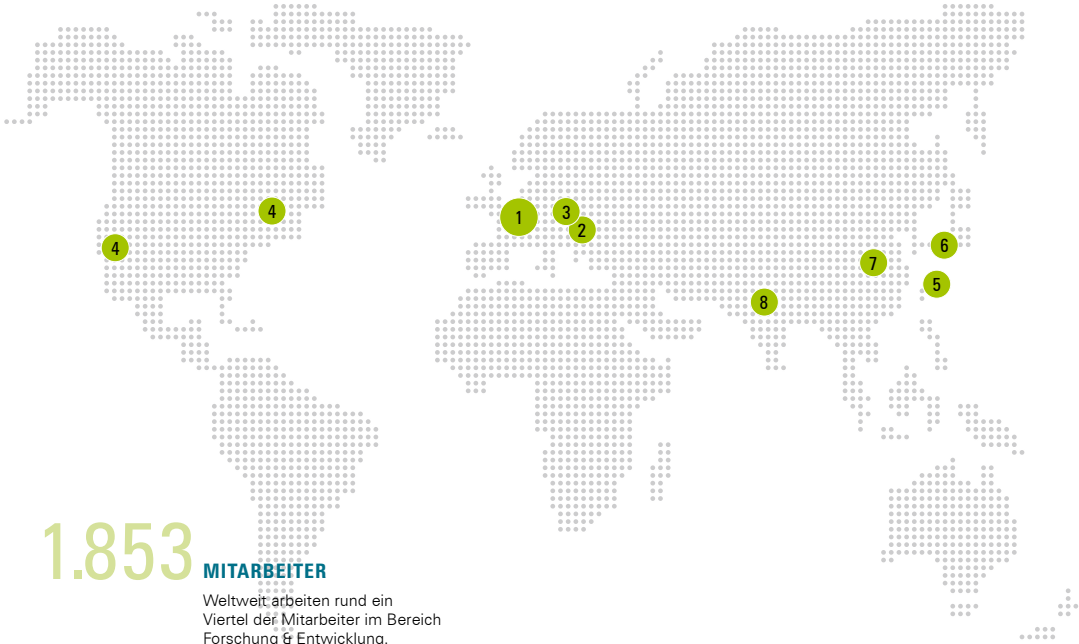 4
4
1
3
2
6
7
5
8
1.853 MITARBEITER
Weltweit arbeiten rund ein
Viertel der Mitarbeiter im Bereich
Forschung & Entwicklung.